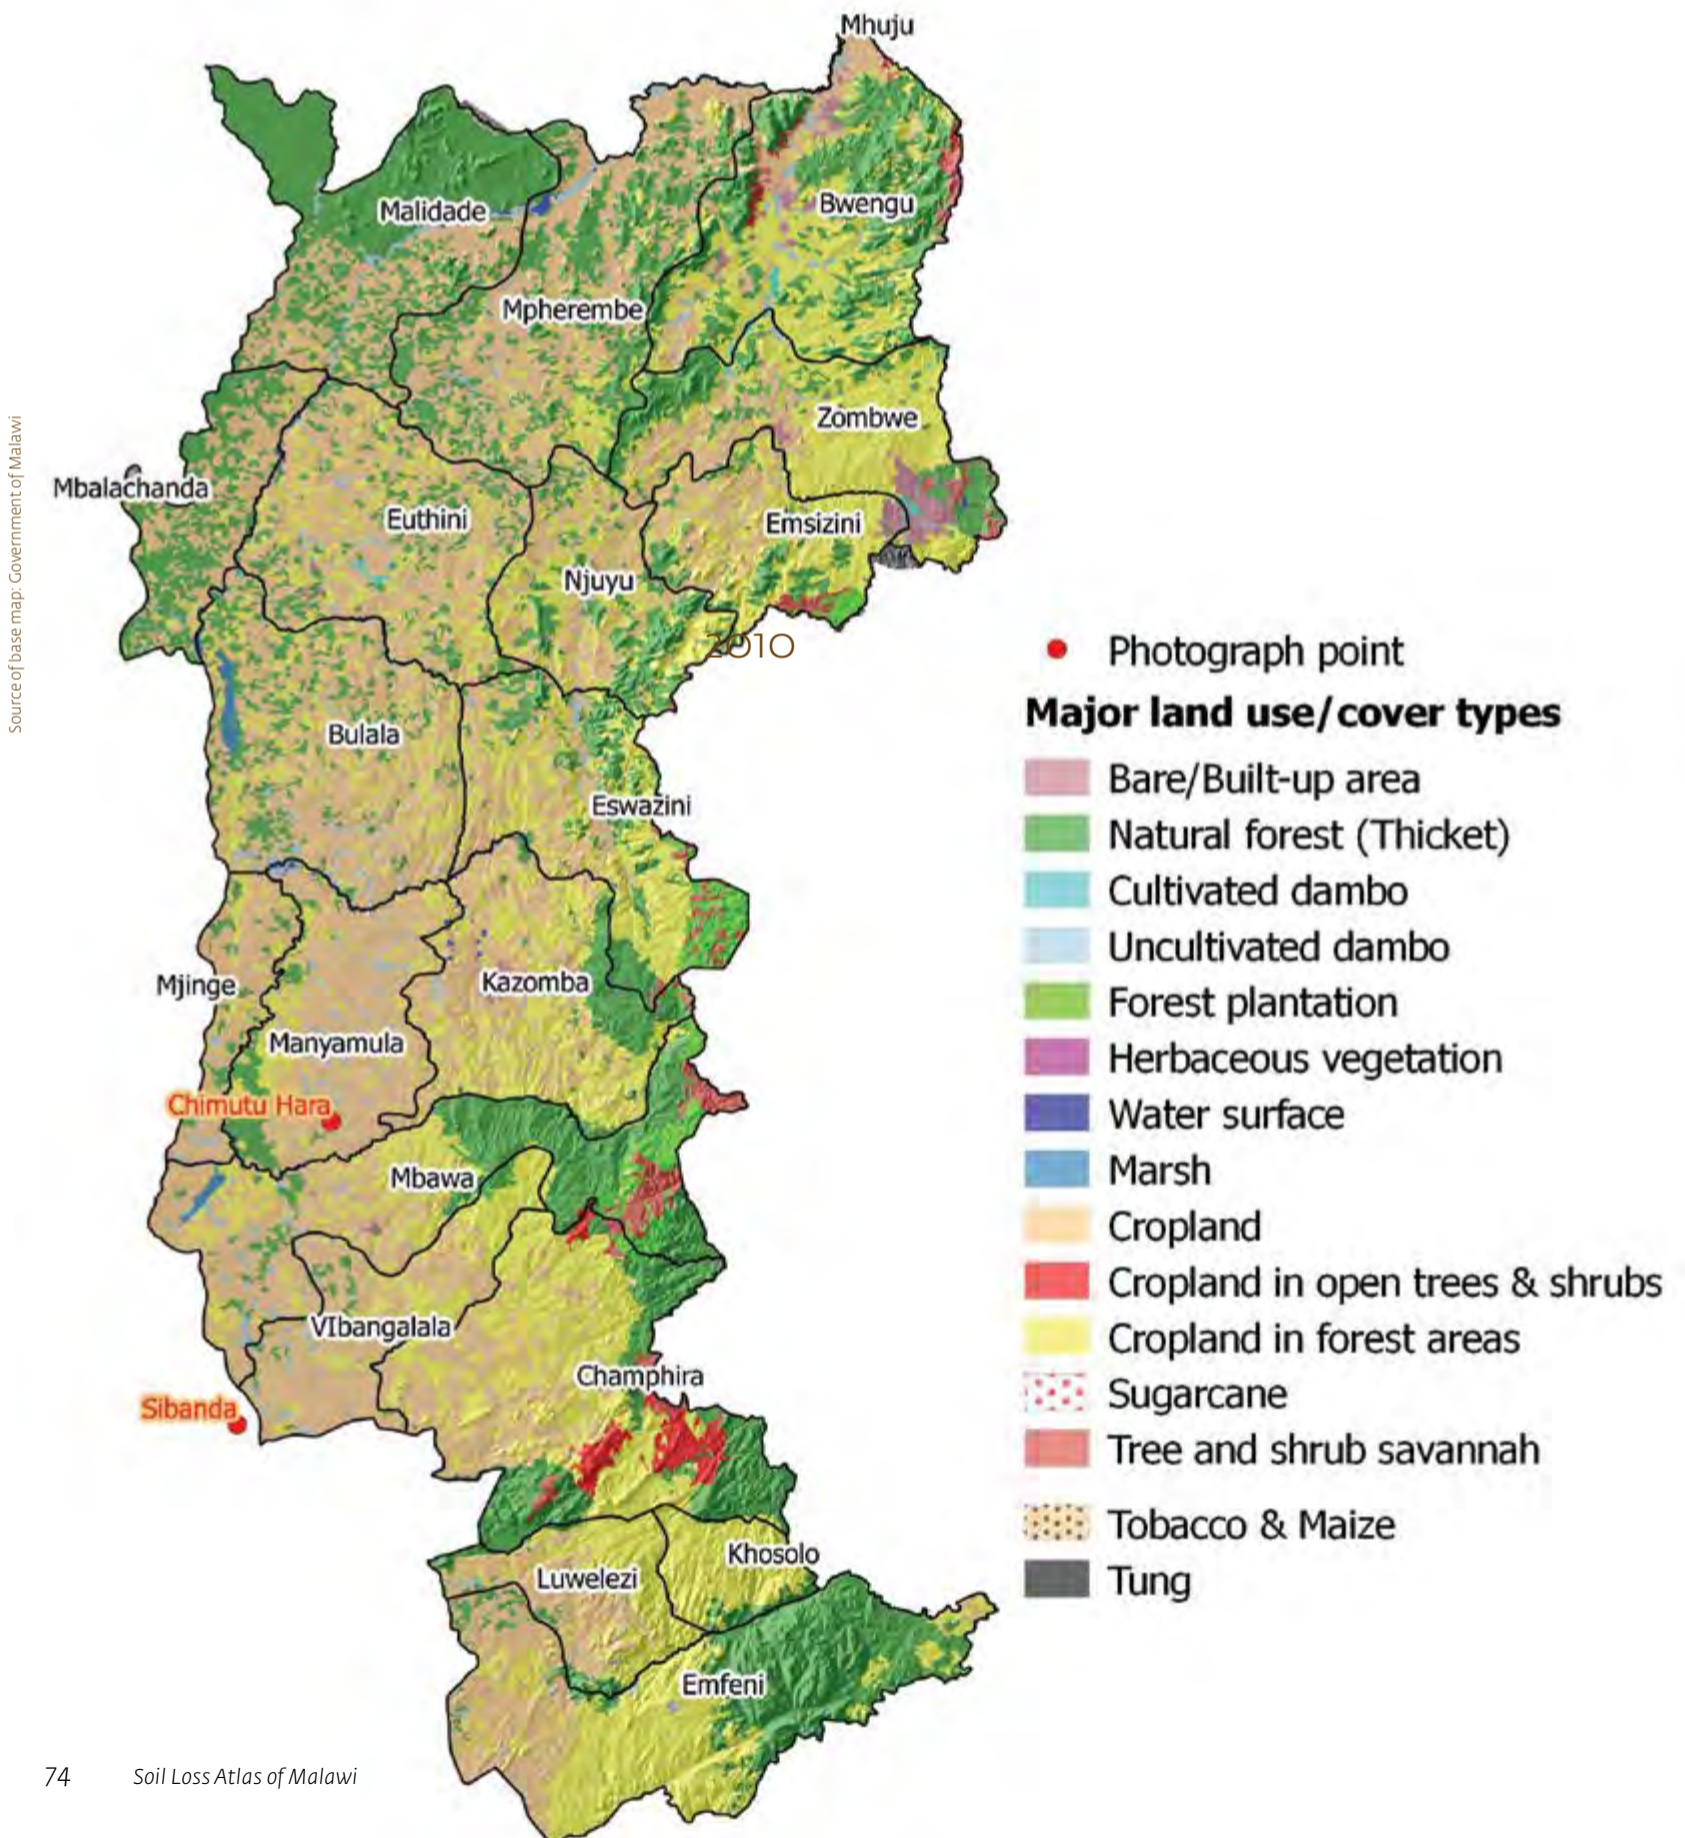 Mhuju
Malidade
Bwengu
Mpherembe
Zombwe
Mbalachanda
Euthini
Emsizini
Njuyu
2010
Bulala
Eswazini
Kazomba
Mjinge
Manyamula
Chimutu Hara
Mbawa
VIbangalala
Champhira
Sibanda
Khosolo
Luwelezi
Emfeni
Photograph point
Major land use/cover types
Bare/Built-up area
Natural forest (Thicket)
Cultivated dambo
Uncultivated dambo
Forest plantation
Herbaceous vegetation
Water surface
Marsh
Cropland
Cropland in open trees & shrubs
Cropland in forest areas
Sugarcane
Tree and shrub savannah
Tobacco & Maize
Tung
Source of base map: Government of Malawi
74 Soil Loss Atlas of Malawi